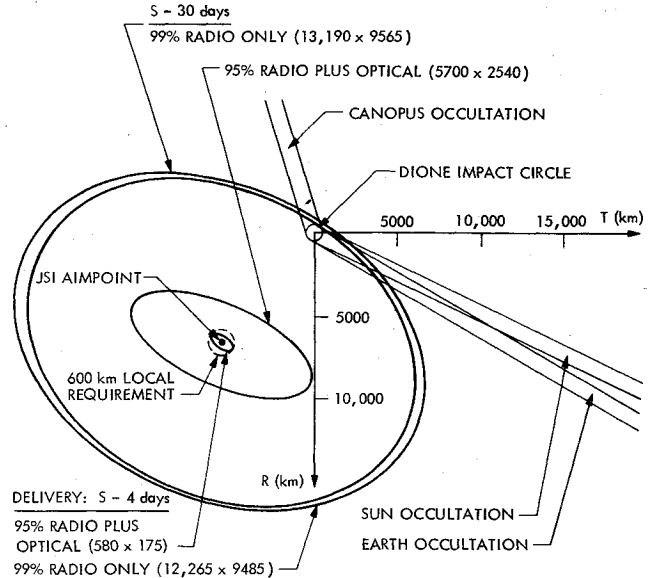 S - 30 days
99% RADIO ONLY (13,190 x 9565)
95% RADIO PLUS OPTICAL (5700 x 2540)
CANOPUS OCCULTATION
DIONE IMPACT CIRCLE
5000
10,000
15,000
T (km)
JSI AIMPOINT
5000
600 km LOCAL
REQUIREMENT
10,000
R (km)
DELIVERY: S - 4 days
95% RADIO PLUS
OPTICAL (580 x 175)
99% RADIO ONLY (12,265 x 9485)
SUN OCCULTATION
EARTH OCCULTATION